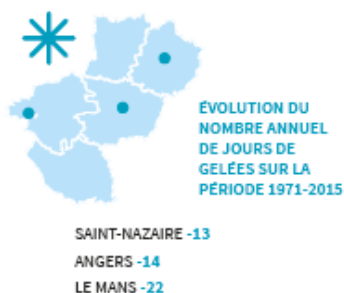 ÉVOLUTION DU
NOMBRE ANNUEL
DE JOURS DE
GELÉES SUR LA
PÉRIODE 1971-2015
SAINT-NAZAIRE -13
ANGERS -14
LE MANS -22